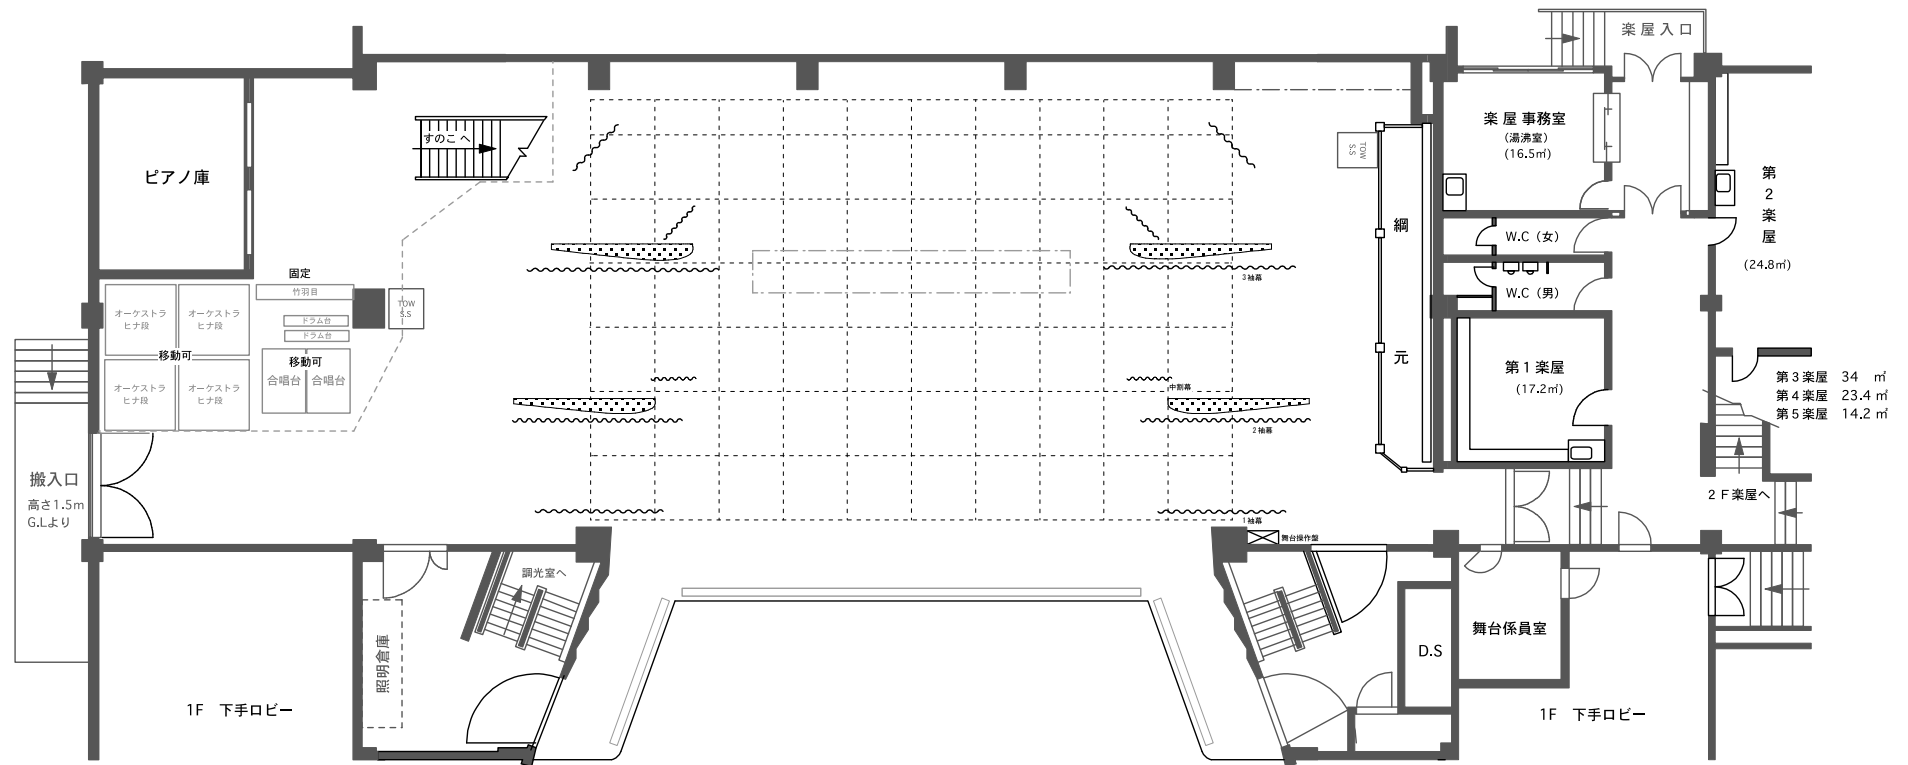 楽屋入口
すのこへ
ピアノ庫
TOW
S.S
楽屋事務室
(湯沸室)
(16.5㎡)
第2楽屋
(24.8㎡)
綱元
W.C（女）
W.C（男）
3袖幕
固定
竹羽目
TOW
S.S
オーケストラ
ヒナ段
オーケストラ
ヒナ段
ドラム台
ドラム台
移動可
移動可
オーケストラ
ヒナ段
オーケストラ
ヒナ段
合唱台
合唱台
中割幕
2袖幕
第1楽屋
(17.2㎡)
第3楽屋 34 ㎡
第4楽屋 23.4㎡
第5楽屋 14.2㎡
搬入口
高さ1.5m
G.Lより
1袖幕
舞台操作盤
2F楽屋へ
調光室へ
照明倉庫
舞台係員室
D.S
1F 下手ロビー
1F 下手ロビー